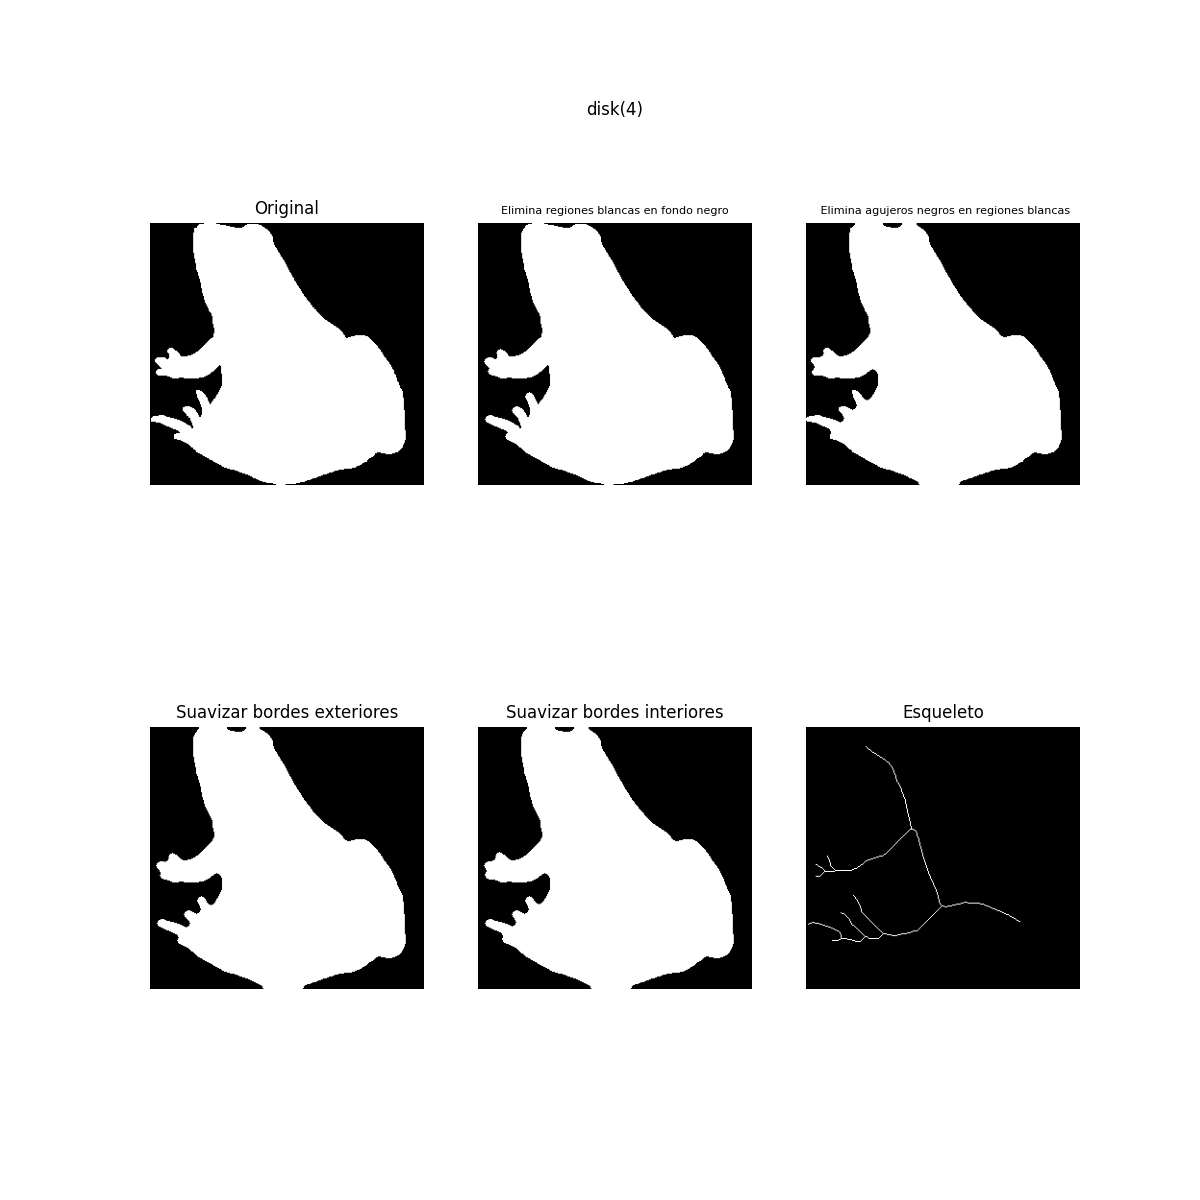 disk(4)
Original
Elimina regiones blancas en fondo negro
Elimina agujeros negros en regiones blancas
Suavizar bordes exteriores
Suavizar bordes interiores
Esqueleto